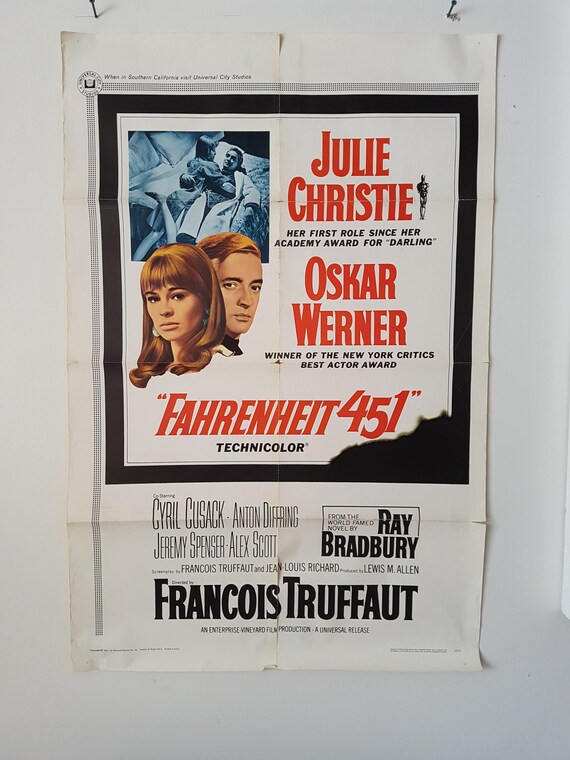 When in Southern California visit Universal City Studios
JULIE
CHRISTIE
HER FIRST ROLE SINCE HER
ACADEMY AWARD FOR "DARLING"
OSKAR
WERNER
WINNER OF THE NEW YORK CRITICS
BEST ACTOR AWARD
"FAHRENHEIT 451"
TECHNICOLOR®
Co-Starring
CYRIL CUSACK · ANTON DIFFRING
JEREMY SPENSER · ALEX SCOTT
FROM THE
WORLD FAMED
NOVEL BY
RAY
BRADBURY
Screenplay by FRANCOIS TRUFFAUT and JEAN-LOUIS RICHARD Produced by LEWIS M. ALLEN
Directed by
FRANCOIS TRUFFAUT
AN ENTERPRISE-VINEYARD FILM PRODUCTION - A UNIVERSAL RELEASE